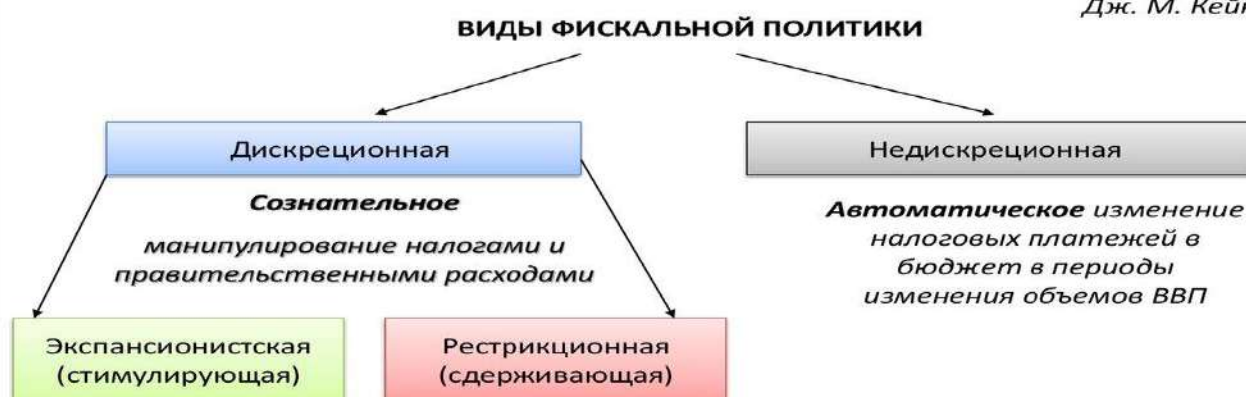 Дж. М. Кейн
ВИДЫ ФИСКАЛЬНОЙ ПОЛИТИКИ
Дискреционная
Недискреционная
Сознательное
манипулирование налогами и
правительственными расходами
Автоматическое изменение
налоговых платежей в
бюджет в периоды
изменения объемов ВВП
Экспансионистская
(стимулирующая)
Рестрикционная
(сдерживающая)